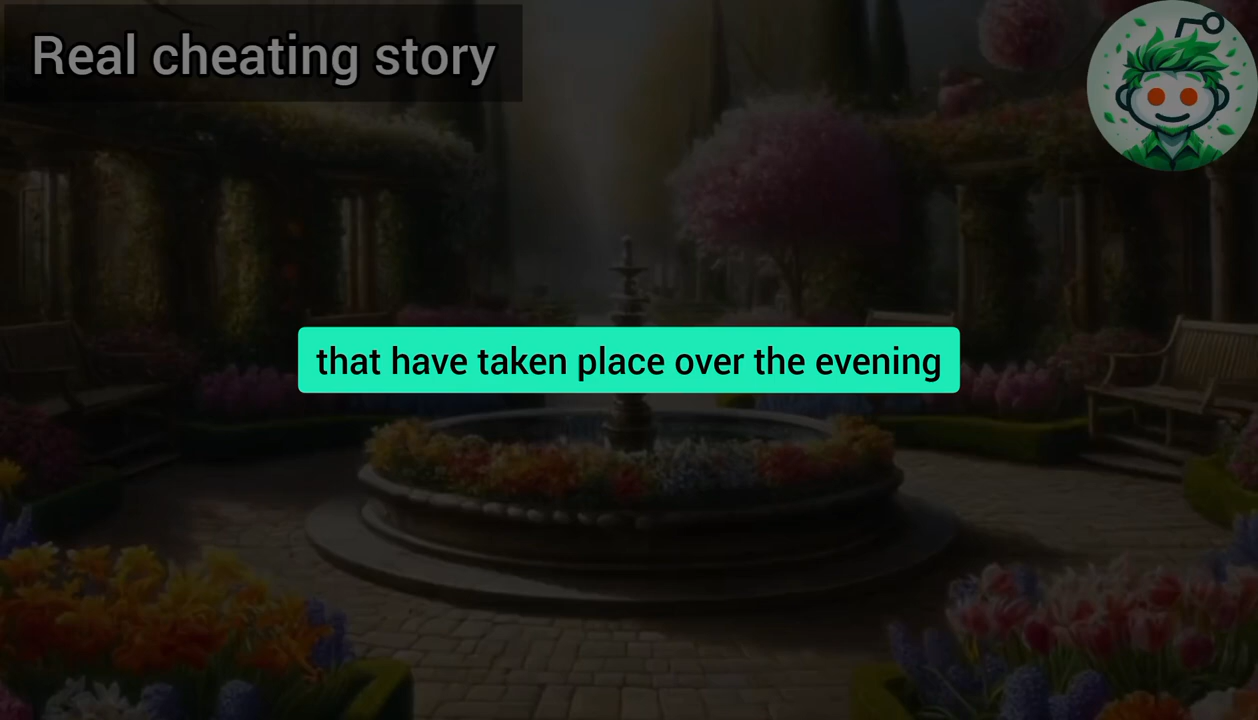 Real cheating story
that have taken place over the evening